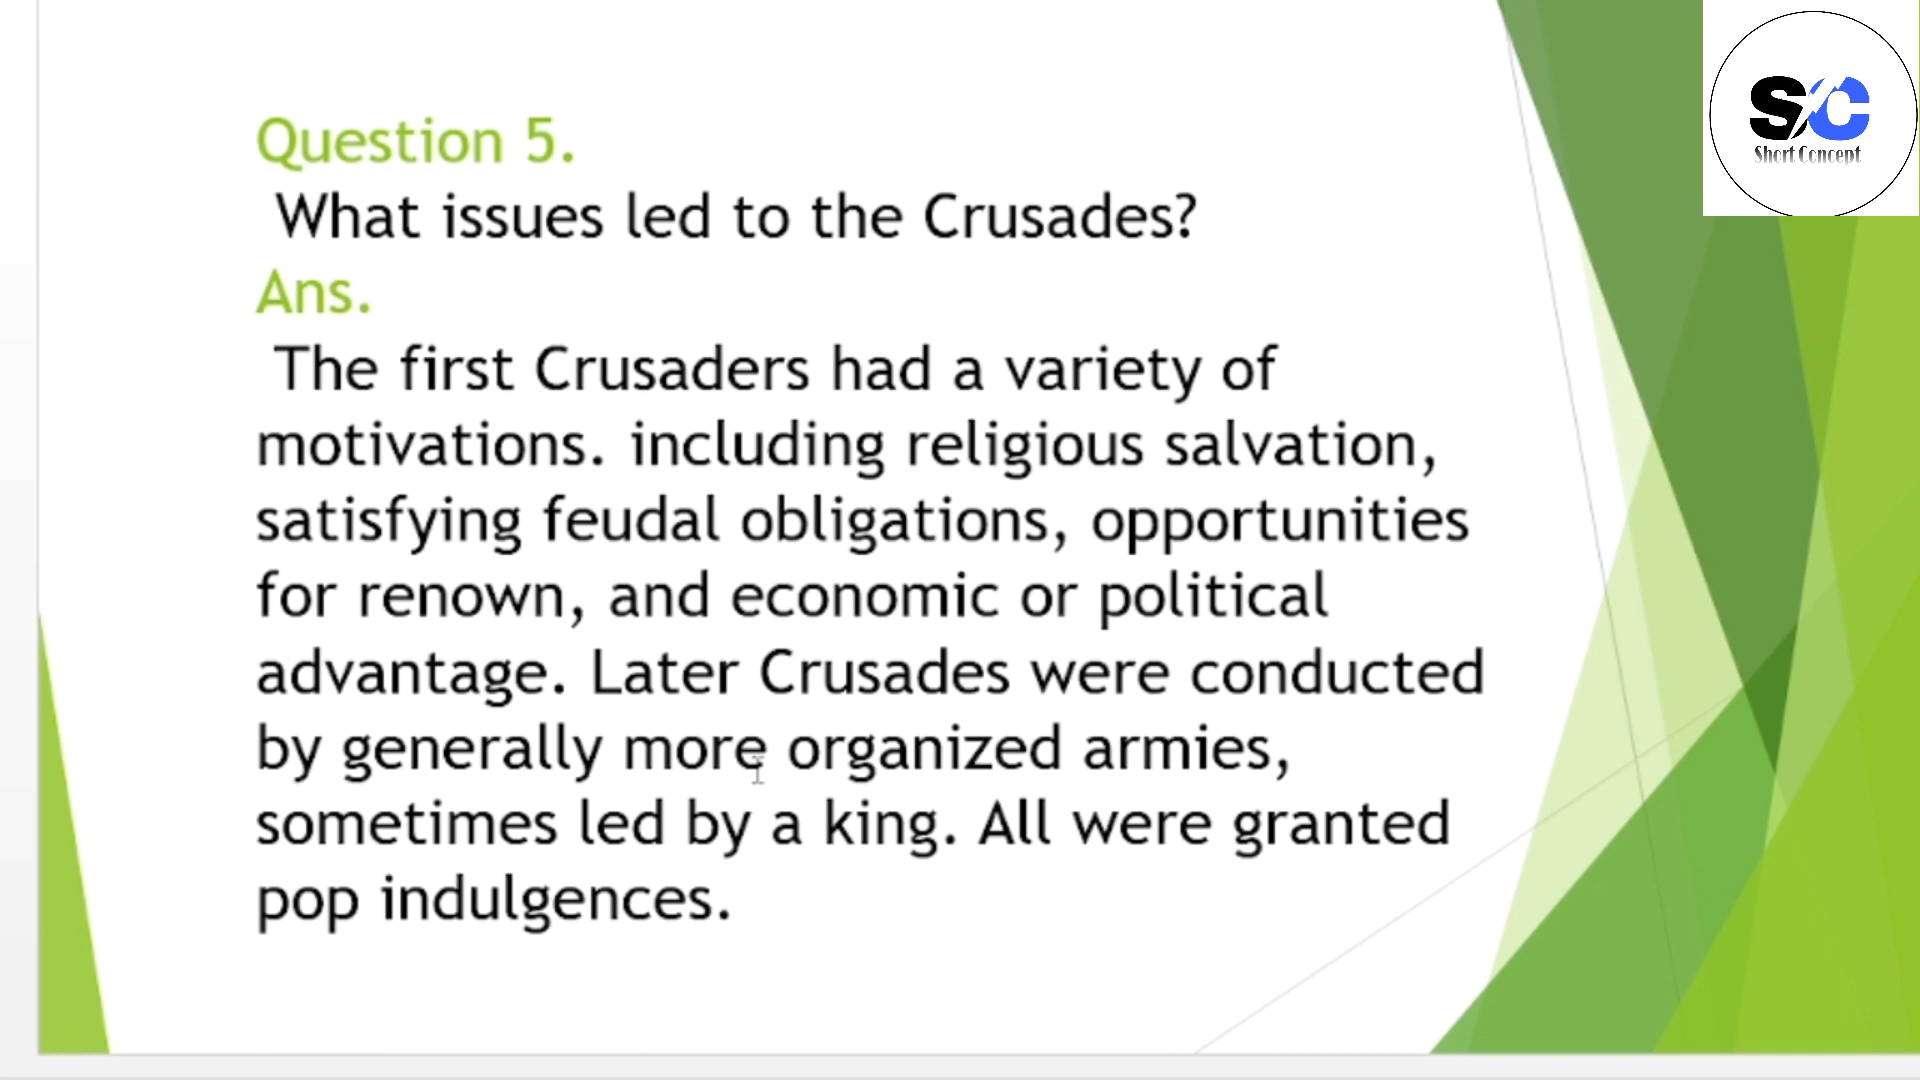 Question 5.
What issues led to the Crusades?
Ans.
The first Crusaders had a variety of
motivations. including religious salvation,
satisfying feudal obligations, opportunities
for renown, and economic or political
advantage. Later Crusades were conducted
by generally more organized armies,
sometimes led by a king. All were granted
pop indulgences.
SC
Short Concept